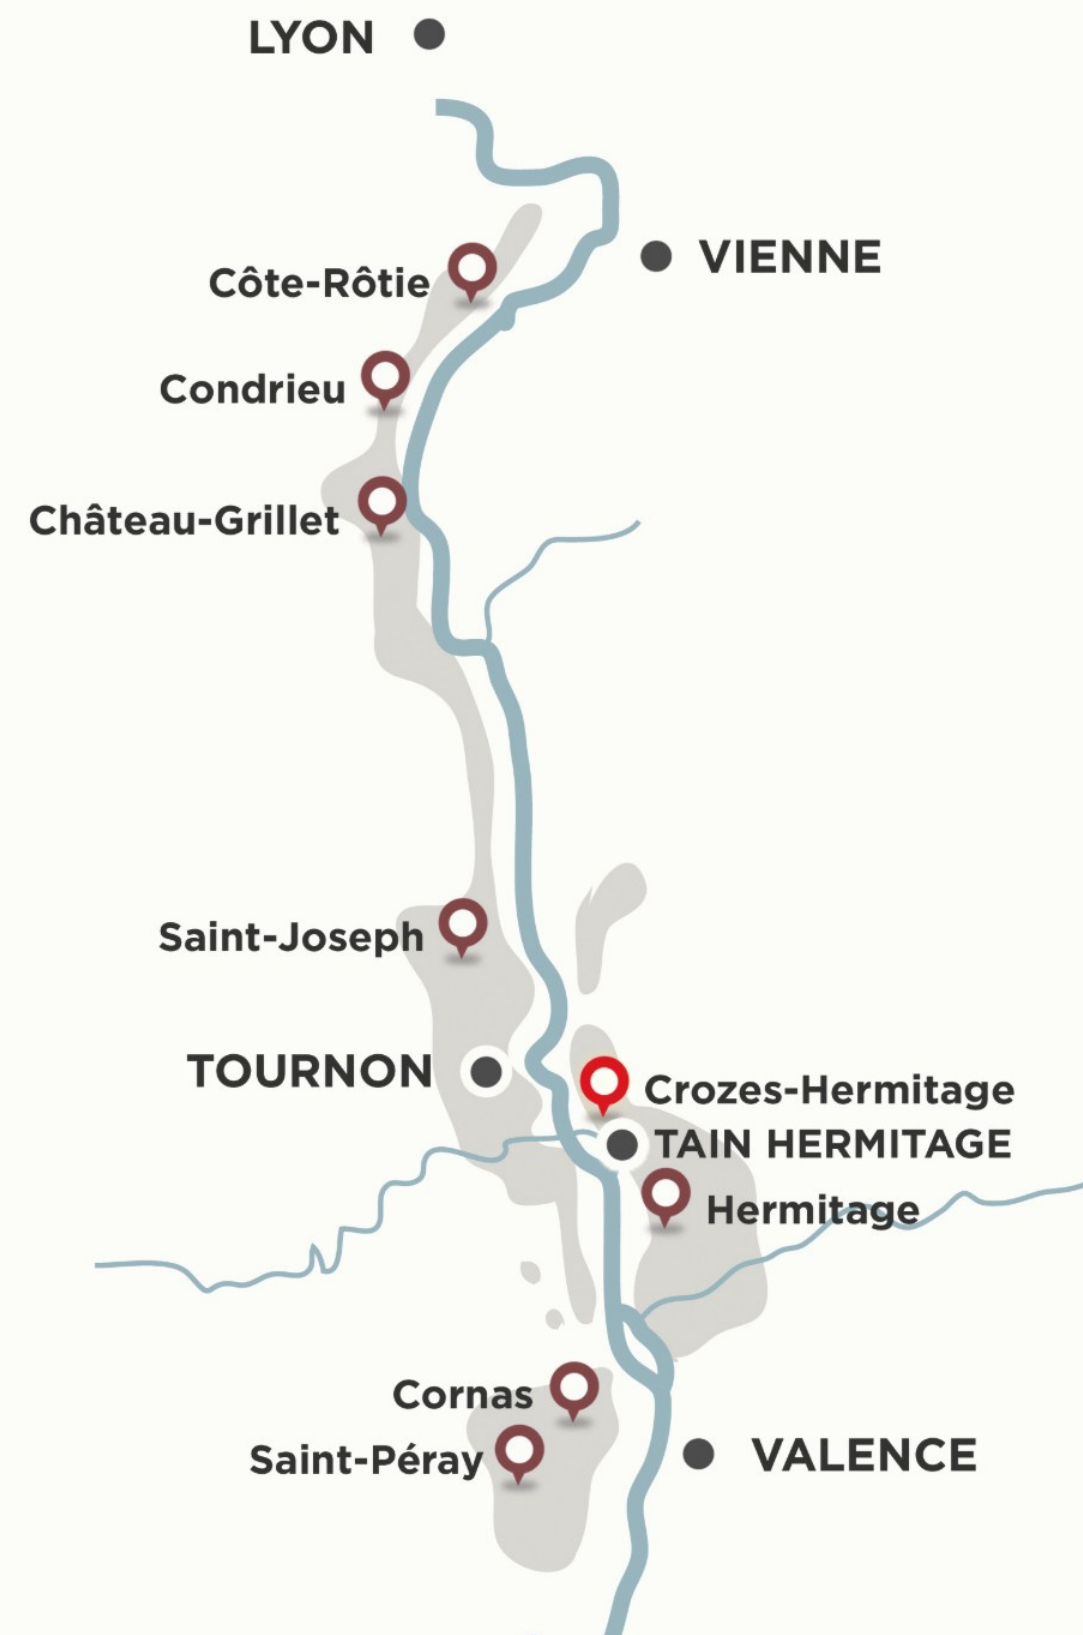 LYON
VIENNE
Côte-Rôtie
Condrieu
Château-Grillet
Saint-Joseph
TOURNON
Crozes-Hermitage
TAIN HERMITAGE
Hermitage
Cornas
Saint-Péray
VALENCE